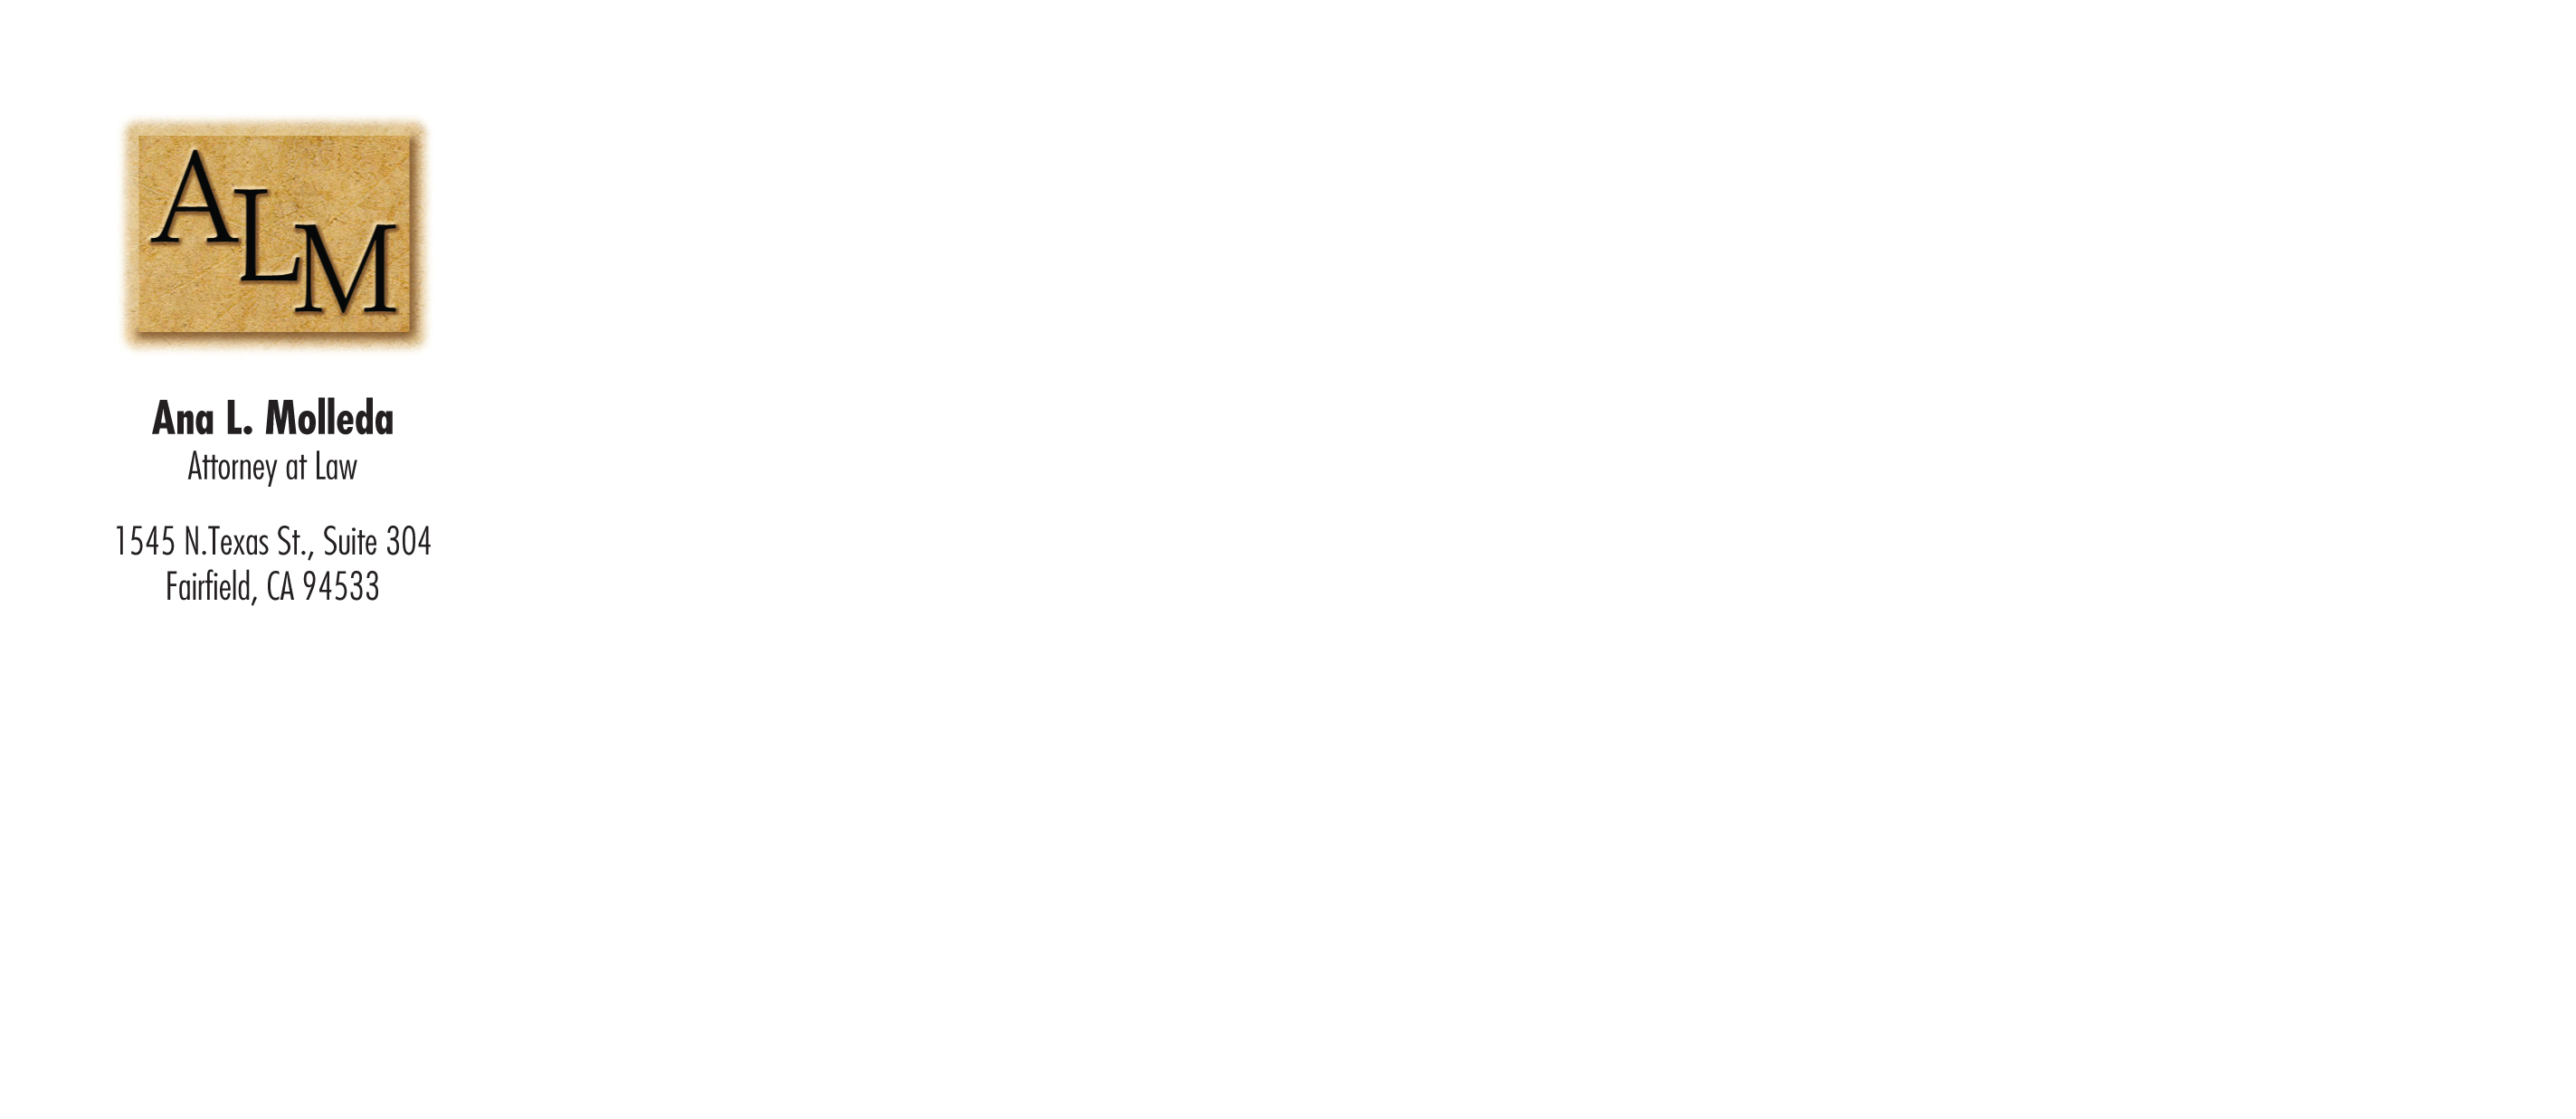 ALM
Ana L. Molleda
Attorney at Law
1545 N.Texas St., Suite 304
Fairfield, CA 94533